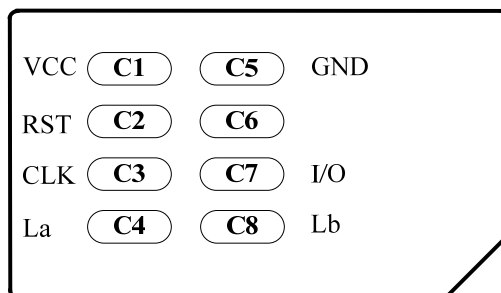 VCC C1 C5 GND
RST C2 C6
CLK C3 C7 I/O
La C4 C8 Lb